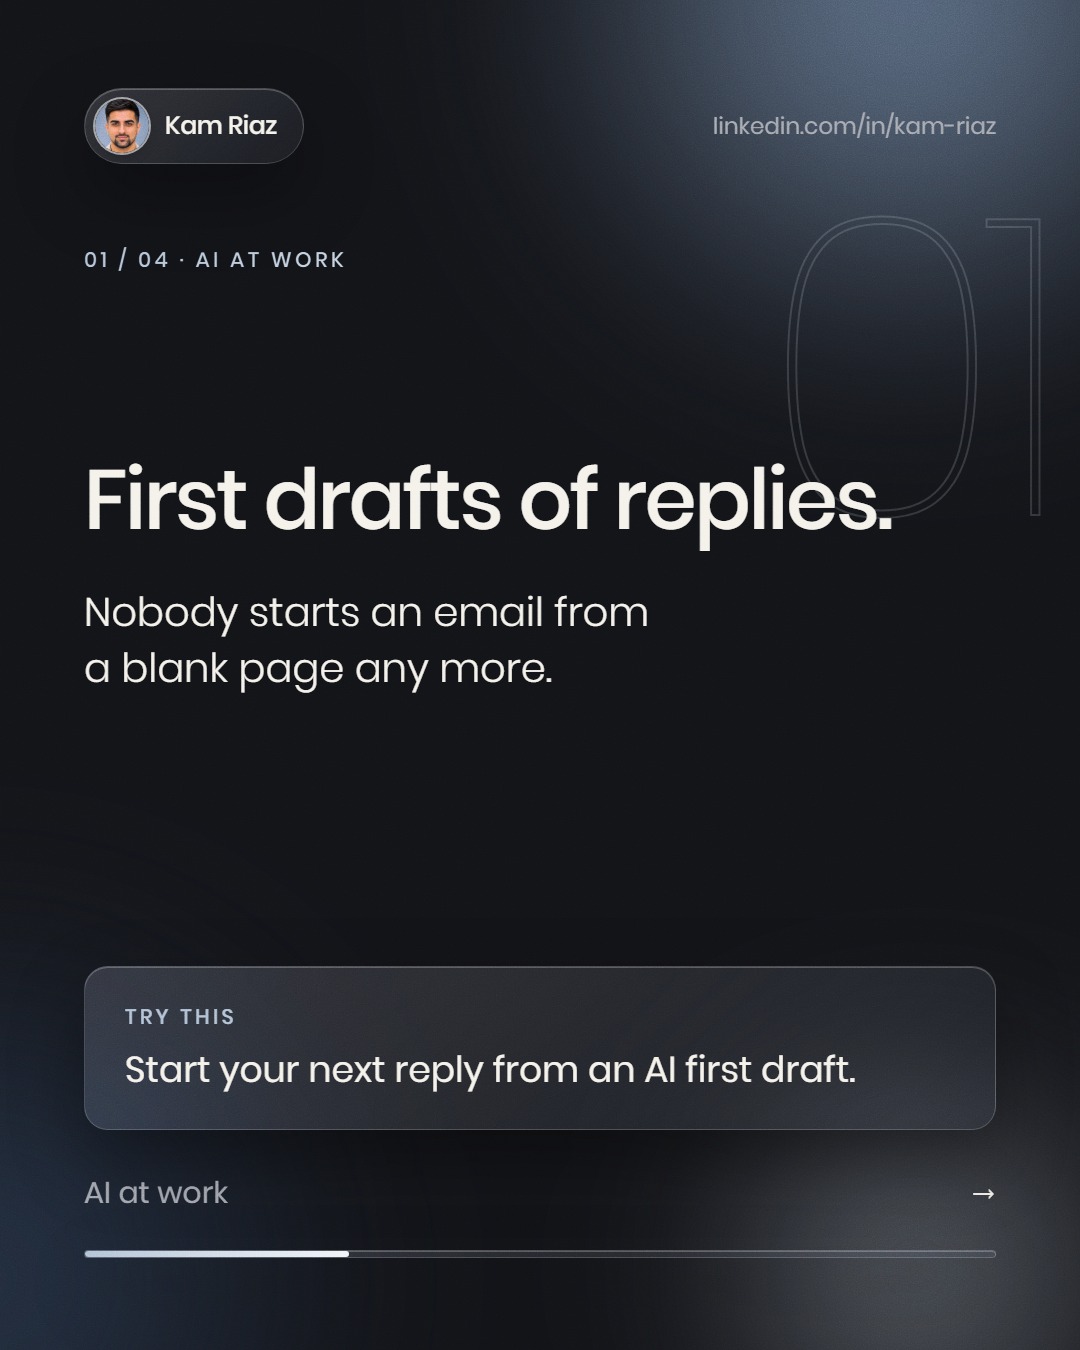 Kam Riaz
linkedin.com/in/kam-riaz
01 / 04 · AI AT WORK
01
First drafts of replies.
Nobody starts an email from
a blank page any more.
TRY THIS
Start your next reply from an AI first draft.
AI at work →